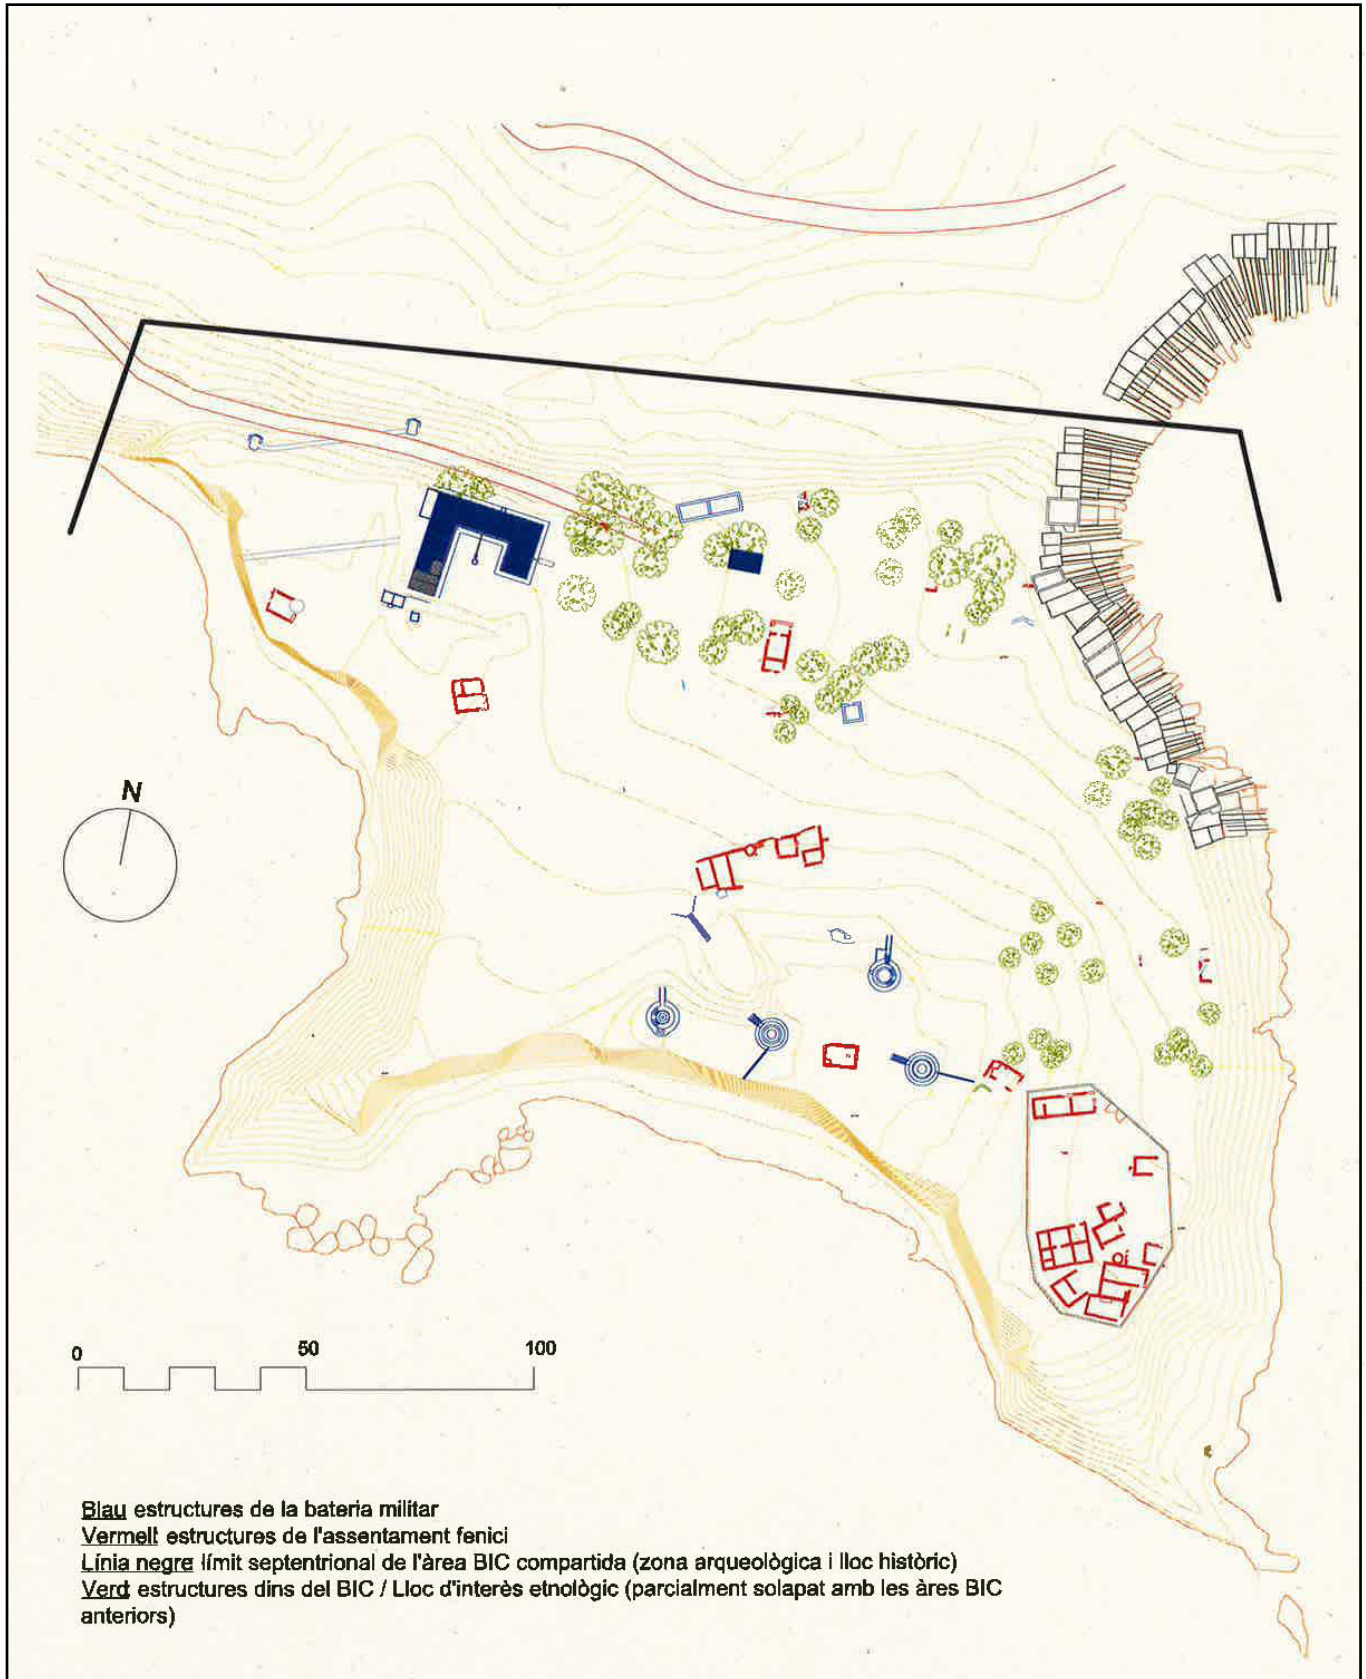 N
0 50 100
Blau estructures de la bateria militar
Vermell estructures de l'assentament fenici
Línia negre límit septentrional de l'àrea BIC compartida (zona arqueològica i lloc històric)
Verd estructures dins del BIC / Lloc d'interès etnològic (parcialment solapat amb les àres BIC
anteriors)